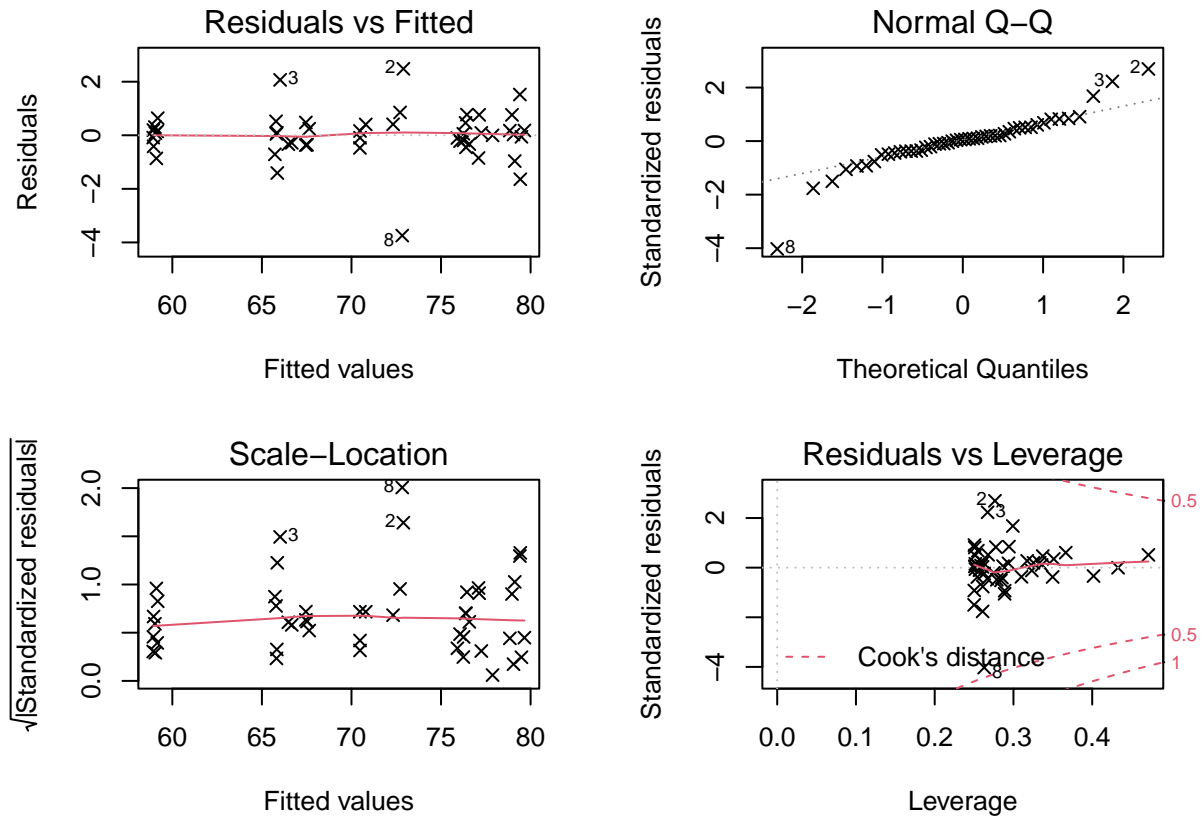 Residuals vs Fitted
Residuals
2
0
−2
−4
3
2
8
60 65 70 75 80
Fitted values
Normal Q−Q
Standardized residuals
2
0
−2
−4
3
2
8
−2 −1 0 1 2
Theoretical Quantiles
Scale−Location
√|Standardized residuals|
2.0
1.0
0.0
8
2
3
60 65 70 75 80
Fitted values
Residuals vs Leverage
Standardized residuals
2
0
−2
−4
2
3
8
0.5
0.5
1
Cook's distance
0.0 0.1 0.2 0.3 0.4
Leverage